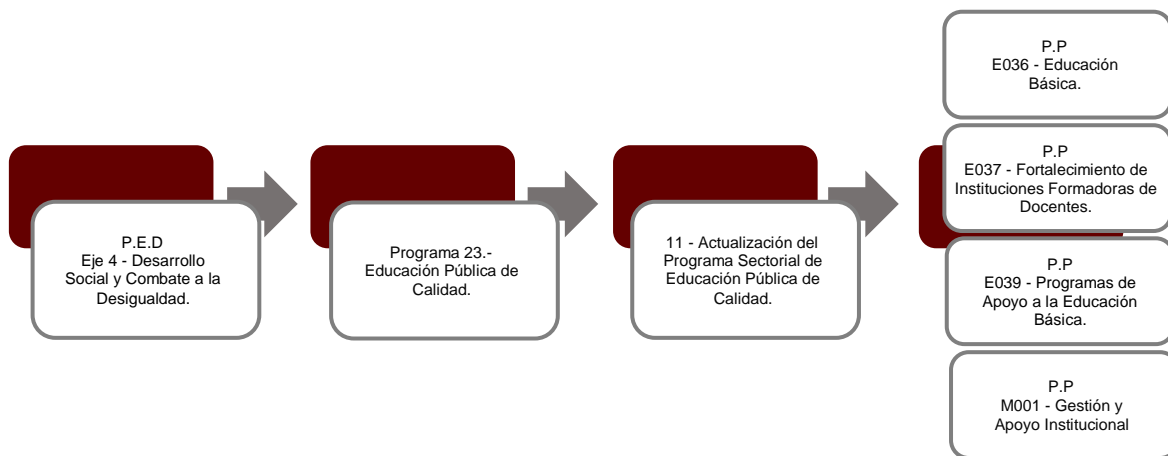 P.E.D
Eje 4 - Desarrollo
Social y Combate a la
Desigualdad.
Programa 23.-
Educación Pública de
Calidad.
11 - Actualización del
Programa Sectorial de
Educación Pública de
Calidad.
P.P
E036 - Educación
Básica.
P.P
E037 - Fortalecimiento de
Instituciones Formadoras de
Docentes.
P.P
E039 - Programas de
Apoyo a la Educación
Básica.
P.P
M001 - Gestión y
Apoyo Institucional